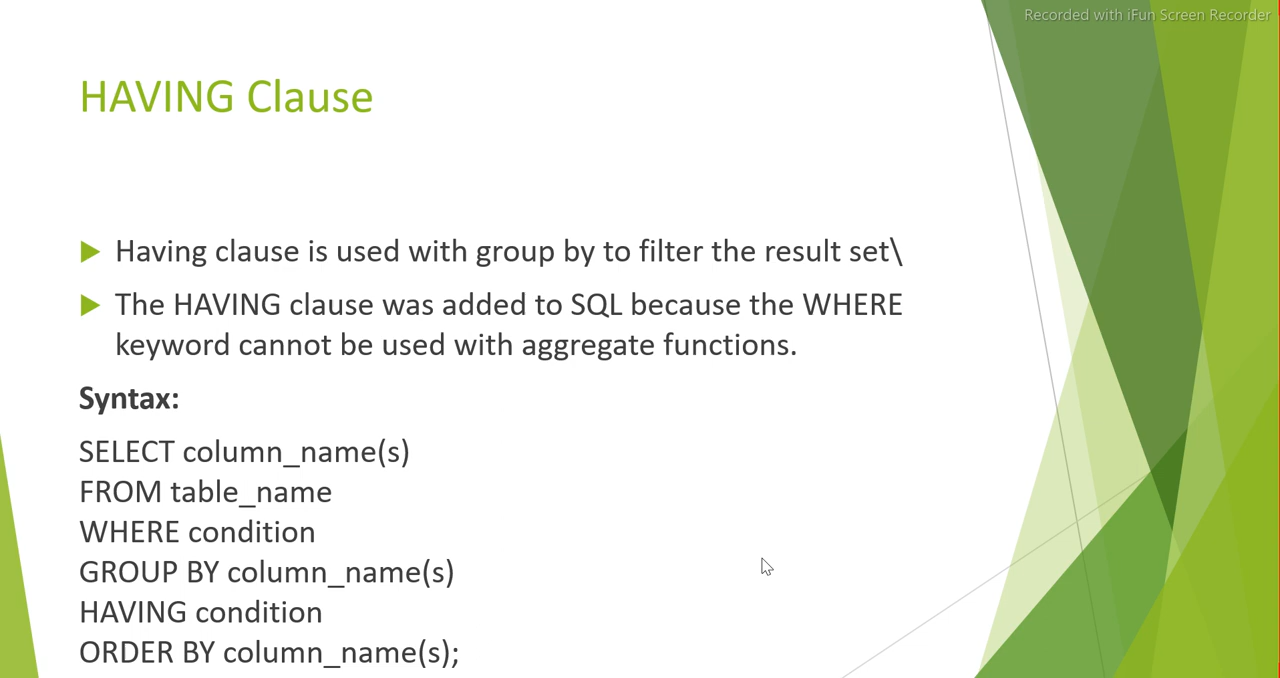 Recorded with iFun Screen Recorder
HAVING Clause
Having clause is used with group by to filter the result set\
The HAVING clause was added to SQL because the WHERE
keyword cannot be used with aggregate functions.
Syntax:
SELECT column_name(s)
FROM table_name
WHERE condition
GROUP BY column_name(s)
HAVING condition
ORDER BY column_name(s);